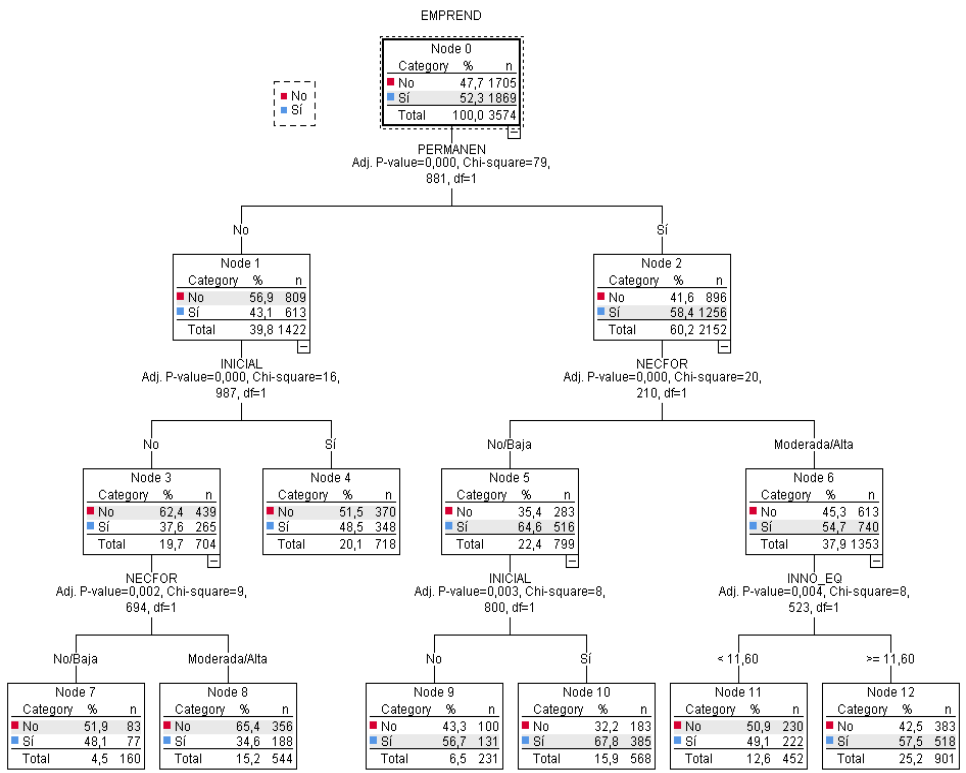 EMPREND
Node 0
Category % n
No 47,7 1705
Sí 52,3 1869
Total 100,0 3574
No
Sí
PERMANEN
Adj. P-value=0,000, Chi-square=79,
881, df=1
No
Sí
Node 1
Category % n
No 56,9 809
Sí 43,1 613
Total 39,8 1422
Node 2
Category % n
No 41,6 896
Sí 58,4 1256
Total 60,2 2152
INICIAL
Adj. P-value=0,000, Chi-square=16,
987, df=1
NECFOR
Adj. P-value=0,000, Chi-square=20,
210, df=1
No
Sí
No/Baja
Moderada/Alta
Node 3
Category % n
No 62,4 439
Sí 37,6 265
Total 19,7 704
Node 4
Category % n
No 51,5 370
Sí 48,5 348
Total 20,1 718
Node 5
Category % n
No 35,4 283
Sí 64,6 516
Total 22,4 799
Node 6
Category % n
No 45,3 613
Sí 54,7 740
Total 37,9 1353
NECFOR
Adj. P-value=0,002, Chi-square=9,
694, df=1
INICIAL
Adj. P-value=0,003, Chi-square=8,
800, df=1
INNO_EQ
Adj. P-value=0,004, Chi-square=8,
523, df=1
No/Baja
Moderada/Alta
No
Sí
< 11,60
>= 11,60
Node 7
Category % n
No 51,9 83
Sí 48,1 77
Total 4,5 160
Node 8
Category % n
No 65,4 356
Sí 34,6 188
Total 15,2 544
Node 9
Category % n
No 43,3 100
Sí 56,7 131
Total 6,5 231
Node 10
Category % n
No 32,2 183
Sí 67,8 385
Total 15,9 568
Node 11
Category % n
No 50,9 230
Sí 49,1 222
Total 12,6 452
Node 12
Category % n
No 42,5 383
Sí 57,5 518
Total 25,2 901